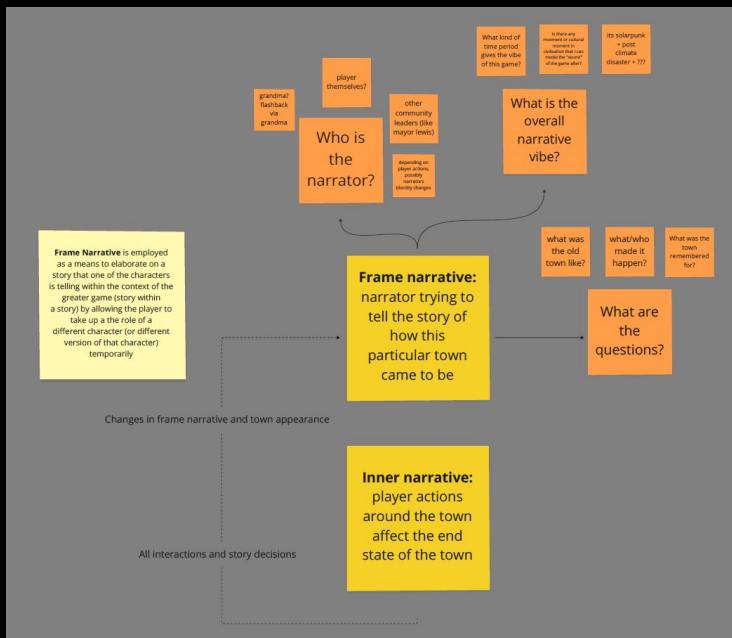 What kind of
time period
gives the vibe
of this game?
Is there any
movement or cultural
moment in
civilisation that i can
model the "sound"
of the game after?
its solarpunk
+ post
climate
disaster + ???
player
themselves?
grandma?
flashback
via
grandma
other
community
leaders (like
mayor lewis)
Who is
the
narrator?
depending on
player actions,
possibly
narrators
identity changes
What is the
overall
narrative
vibe?
Frame Narrative is employed
as a means to elaborate on a
story that one of the characters
is telling within the context of
the greater game (story within
a story) by allowing the player to
take up a the role of a
different character (or different
version of that character)
temporarily
Frame narrative:
narrator trying to
tell the story of
how this
particular town
came to be
what was
the old
town like?
what/who
made it
happen?
What was the
town
remembered
for?
What are
the
questions?
Changes in frame narrative and town appearance
Inner narrative:
player actions
around the town
affect the end
state of the town
All interactions and story decisions